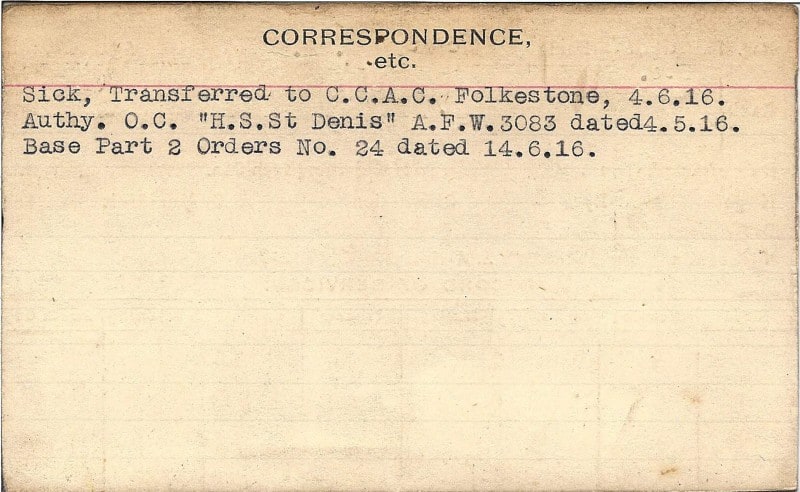 CORRESPONDENCE,
etc.
Sick, Transferred to C.C.A.C. Folkestone, 4.6.16.
Authy. O.C. "H.S.St Denis" A.F.W.3083 dated4.5.16.
Base Part 2 Orders No. 24 dated 14.6.16.